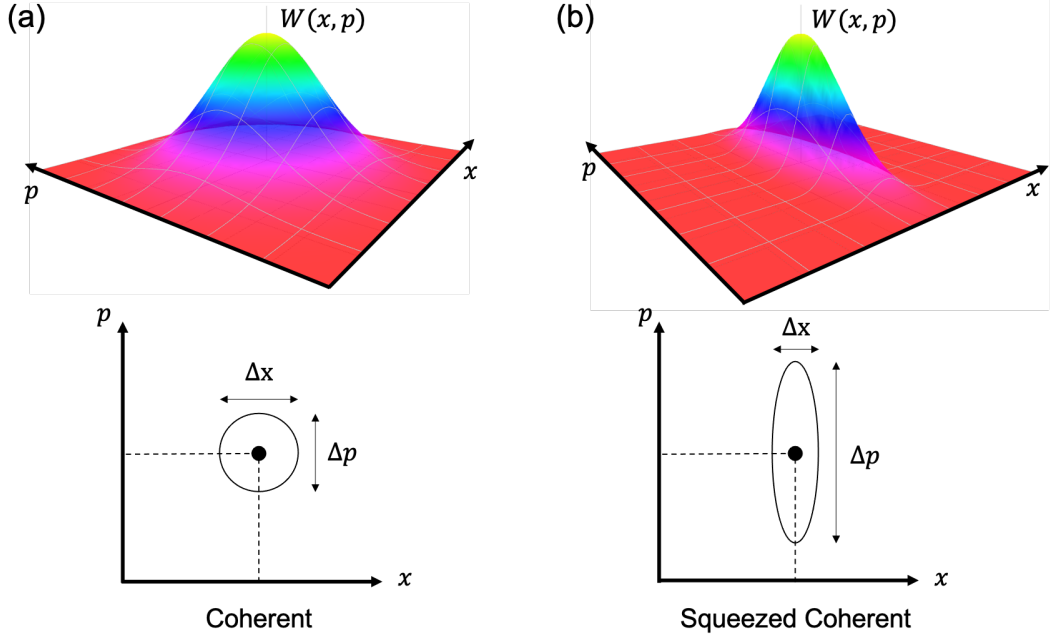 (a)
W(x, p)
p
x
p
Δx
Δp
x
Coherent
(b)
W(x, p)
p
x
p
Δx
Δp
x
Squeezed Coherent